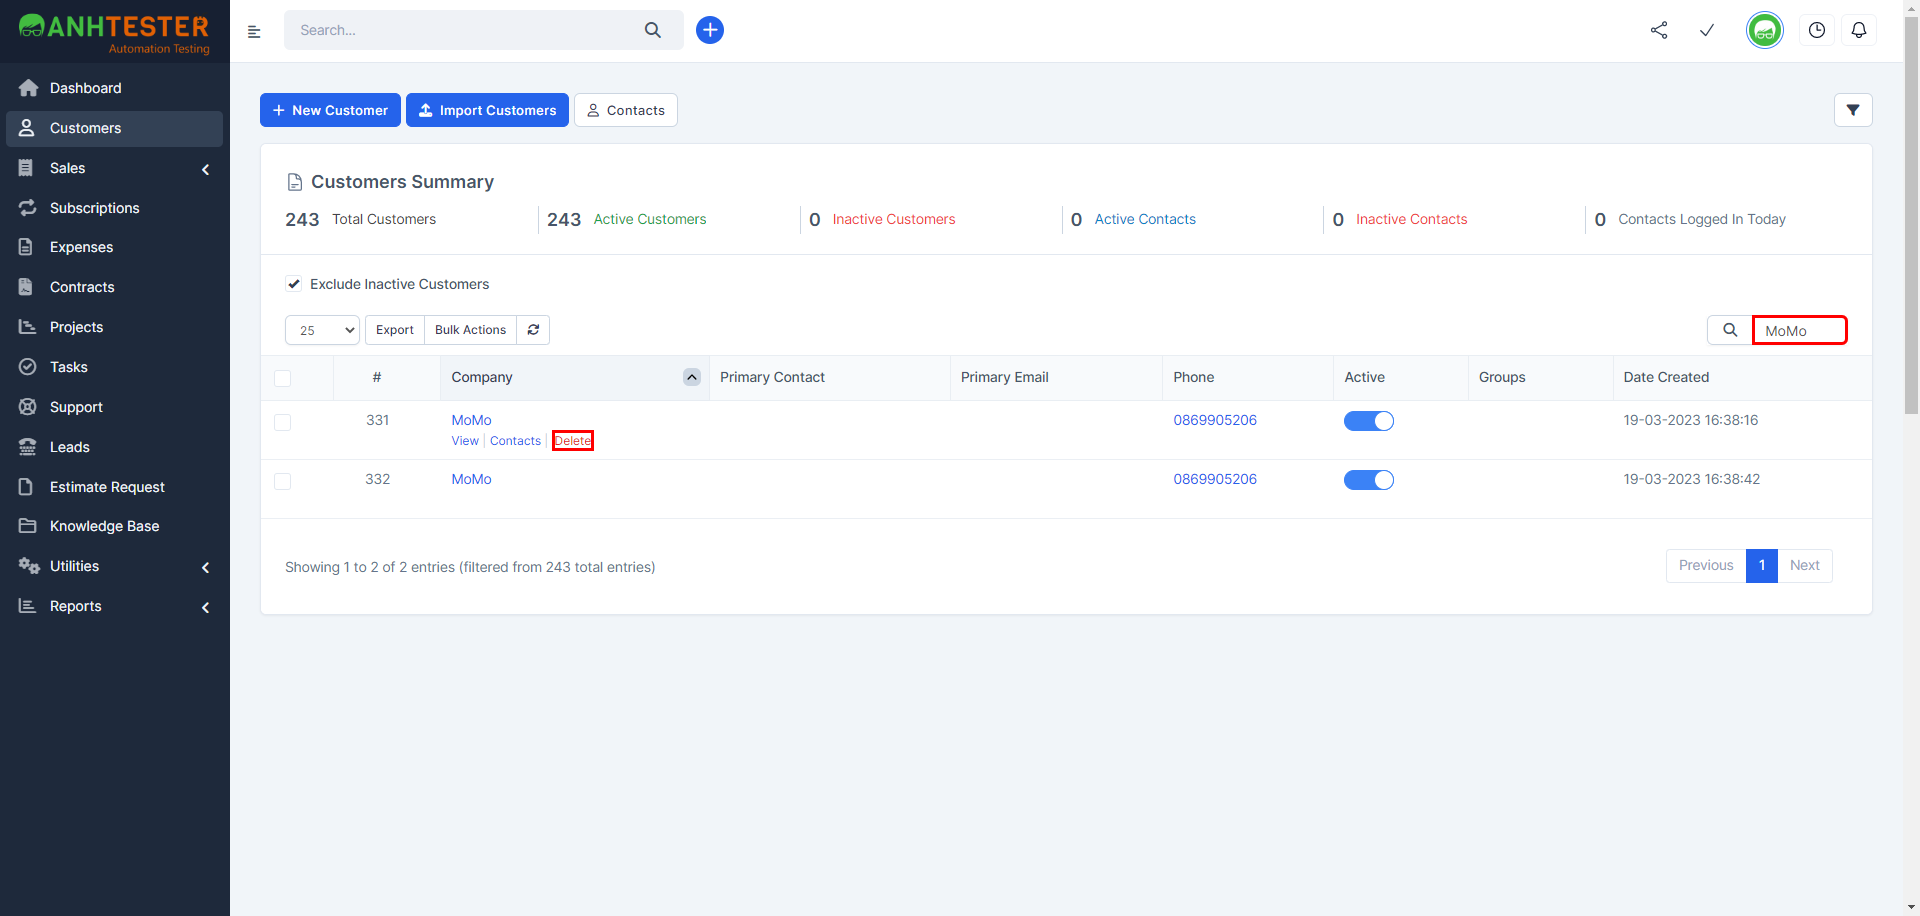 ANHTESTER
Automation Testing
Search...
Dashboard
Customers
Sales
Subscriptions
Expenses
Contracts
Projects
Tasks
Support
Leads
Estimate Request
Knowledge Base
Utilities
Reports
New Customer Import Customers Contacts
Customers Summary
243 Total Customers 243 Active Customers 0 Inactive Customers 0 Active Contacts 0 Inactive Contacts 0 Contacts Logged In Today
Exclude Inactive Customers
25 Export Bulk Actions MoMo
# Company Primary Contact Primary Email Phone Active Groups Date Created
331 MoMo 0869905206 19-03-2023 16:38:16
View | Contacts | Delete
332 MoMo 0869905206 19-03-2023 16:38:42
Showing 1 to 2 of 2 entries (filtered from 243 total entries) Previous 1 Next